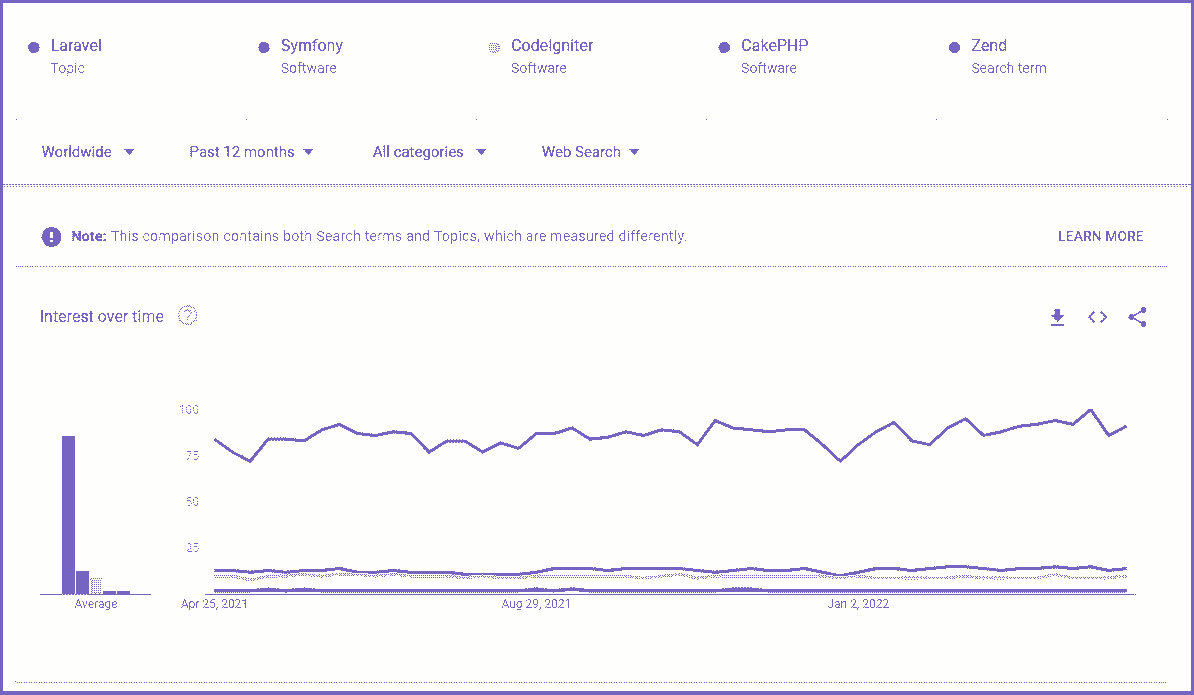 Laravel Symfony CodeIgniter CakePHP Zend
Topic Software Software Software Search term
Worldwide Past 12 months All categories Web Search
Note: This comparison contains both Search terms and Topics, which are measured differently. LEARN MORE
Interest over time
100
75
50
25
Average Apr 25, 2021 Aug 29, 2021 Jan 2, 2022